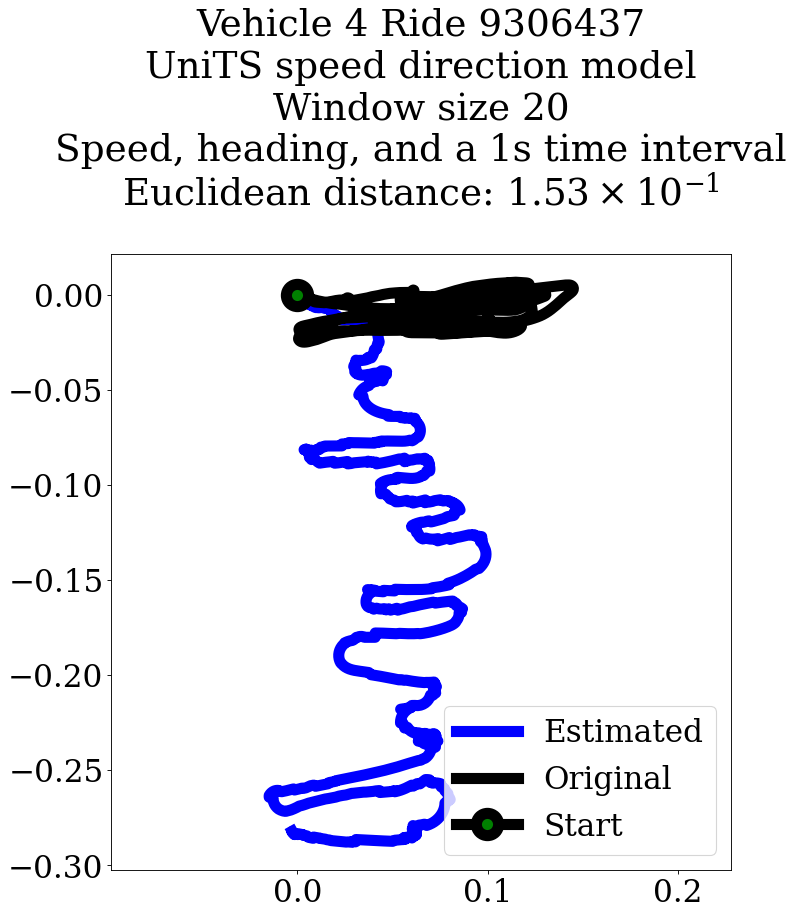 Vehicle 4 Ride 9306437
UniTS speed direction model
Window size 20
Speed, heading, and a 1s time interval
Euclidean distance: 1.53 × 10⁻¹
0.00
−0.05
−0.10
−0.15
−0.20
−0.25
−0.30
Estimated
Original
Start
0.0 0.1 0.2